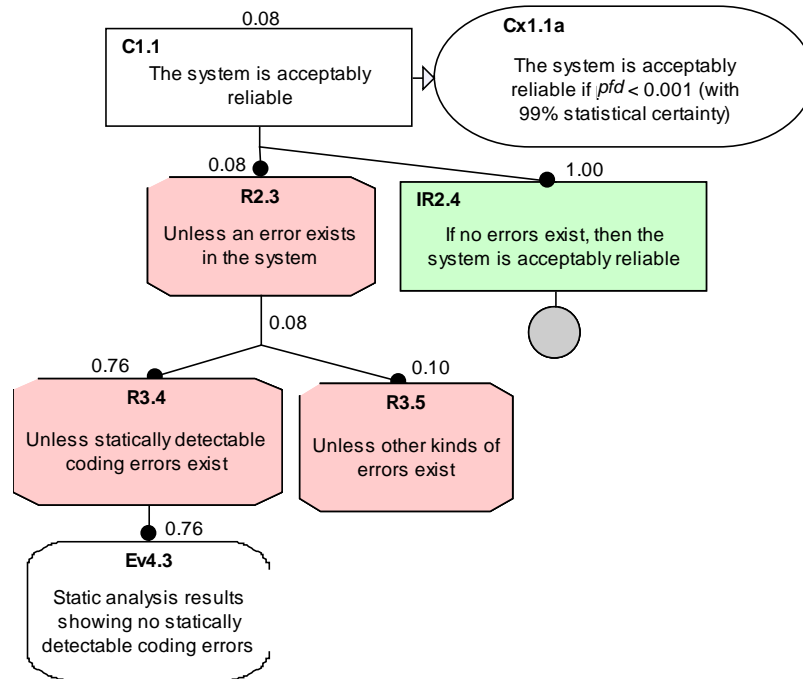 0.08
C1.1
The system is acceptably
reliable
Cx1.1a
The system is acceptably
reliable if pfd < 0.001 (with
99% statistical certainty)
0.08
1.00
R2.3
Unless an error exists
in the system
IR2.4
If no errors exist, then the
system is acceptably reliable
0.08
0.76
0.10
R3.4
Unless statically detectable
coding errors exist
R3.5
Unless other kinds of
errors exist
0.76
Ev4.3
Static analysis results
showing no statically
detectable coding errors